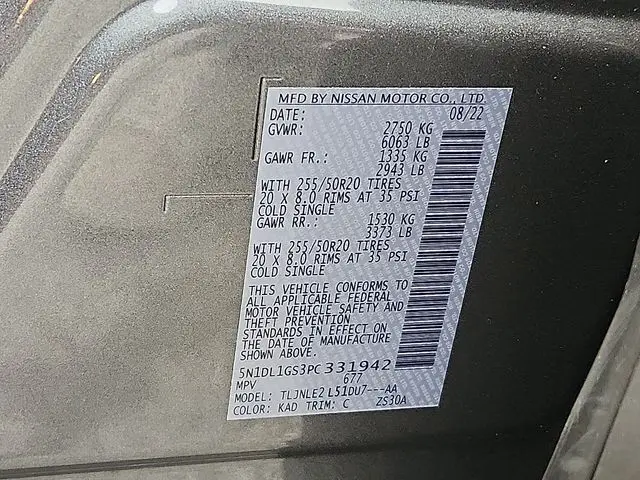 MFD BY NISSAN MOTOR CO., LTD.
DATE: 08/22
GVWR: 2750 KG
6063 LB
GAWR FR.: 1335 KG
2943 LB
WITH 255/50R20 TIRES
20 X 8.0 RIMS AT 35 PSI
COLD SINGLE
GAWR RR.: 1530 KG
3373 LB
WITH 255/50R20 TIRES
20 X 8.0 RIMS AT 35 PSI
COLD SINGLE
THIS VEHICLE CONFORMS TO
ALL APPLICABLE FEDERAL
MOTOR VEHICLE SAFETY AND
THEFT PREVENTION
STANDARDS IN EFFECT ON
THE DATE OF MANUFACTURE
SHOWN ABOVE.
5N1DL1GS3PC331942
MPV 677
MODEL: TLJNLE2 L51DU7---AA
COLOR: KAD TRIM: C ZS30A